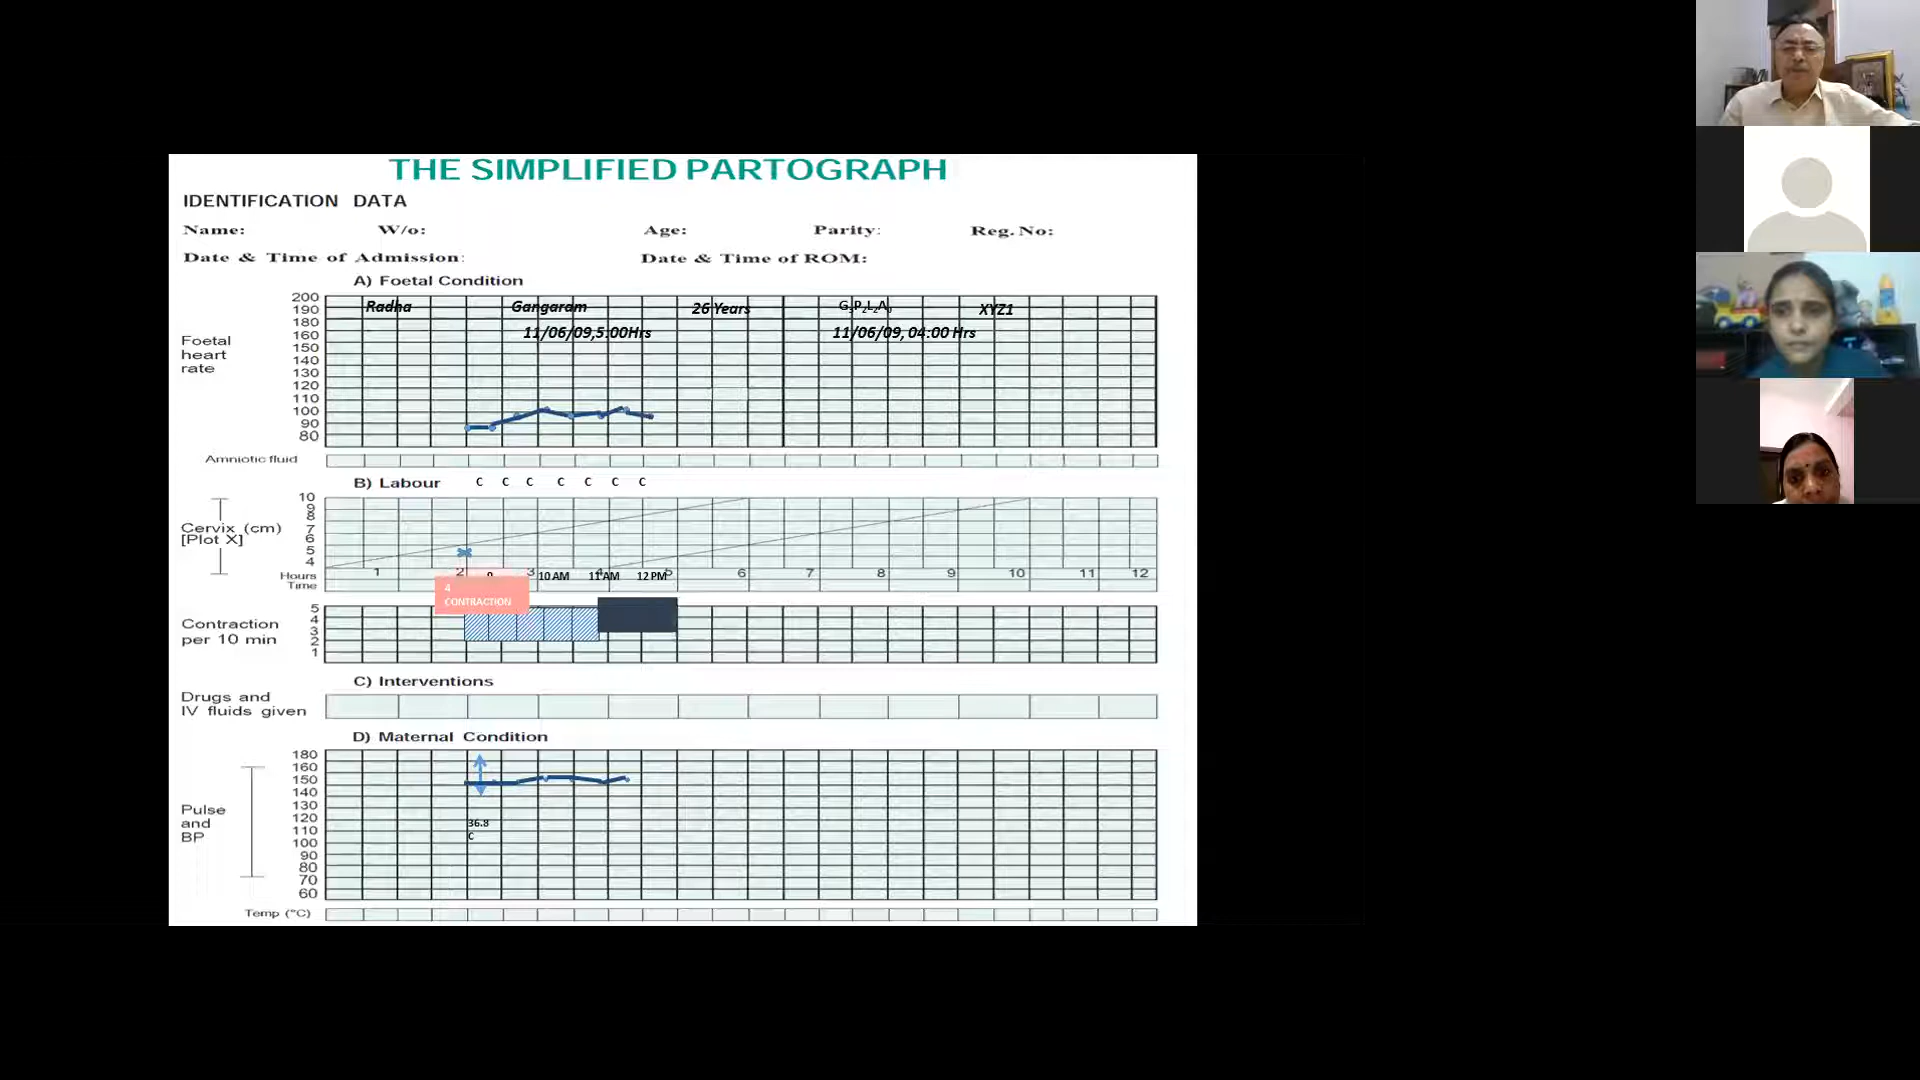 THE SIMPLIFIED PARTOGRAPH
IDENTIFICATION DATA
Name: W/o: Age: Parity: Reg. No:
Date & Time of Admission: Date & Time of ROM:
A) Foetal Condition
Radha Gangaram 26 Years G3P2L2A0 XYZ1
11/06/09,5:00Hrs 11/06/09, 04:00 Hrs
Foetal
heart
rate
200
190
180
160
150
140
130
120
110
100
90
80
Amniotic fluid
B) Labour C C C C C C C
Cervix (cm)
[Plot X]
10
9
8
7
6
5
4
1 2 3 4 5 6 7 8 9 10 11 12
Hours
Time
9 10 AM 11 AM 12 PM
4
CONTRACTION
Contraction
per 10 min
5
4
3
2
1
C) Interventions
Drugs and
IV fluids given
D) Maternal Condition
Pulse
and
BP
180
160
150
140
130
120
110
100
90
80
70
60
36.8
C
Temp (°C)